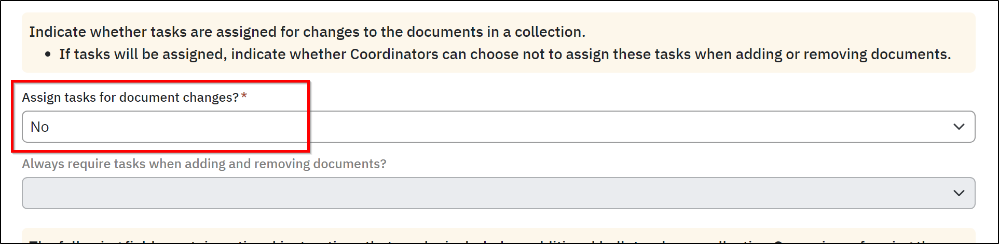 Indicate whether tasks are assigned for changes to the documents in a collection.
• If tasks will be assigned, indicate whether Coordinators can choose not to assign these tasks when adding or removing documents.
Assign tasks for document changes?*
No
Always require tasks when adding and removing documents?